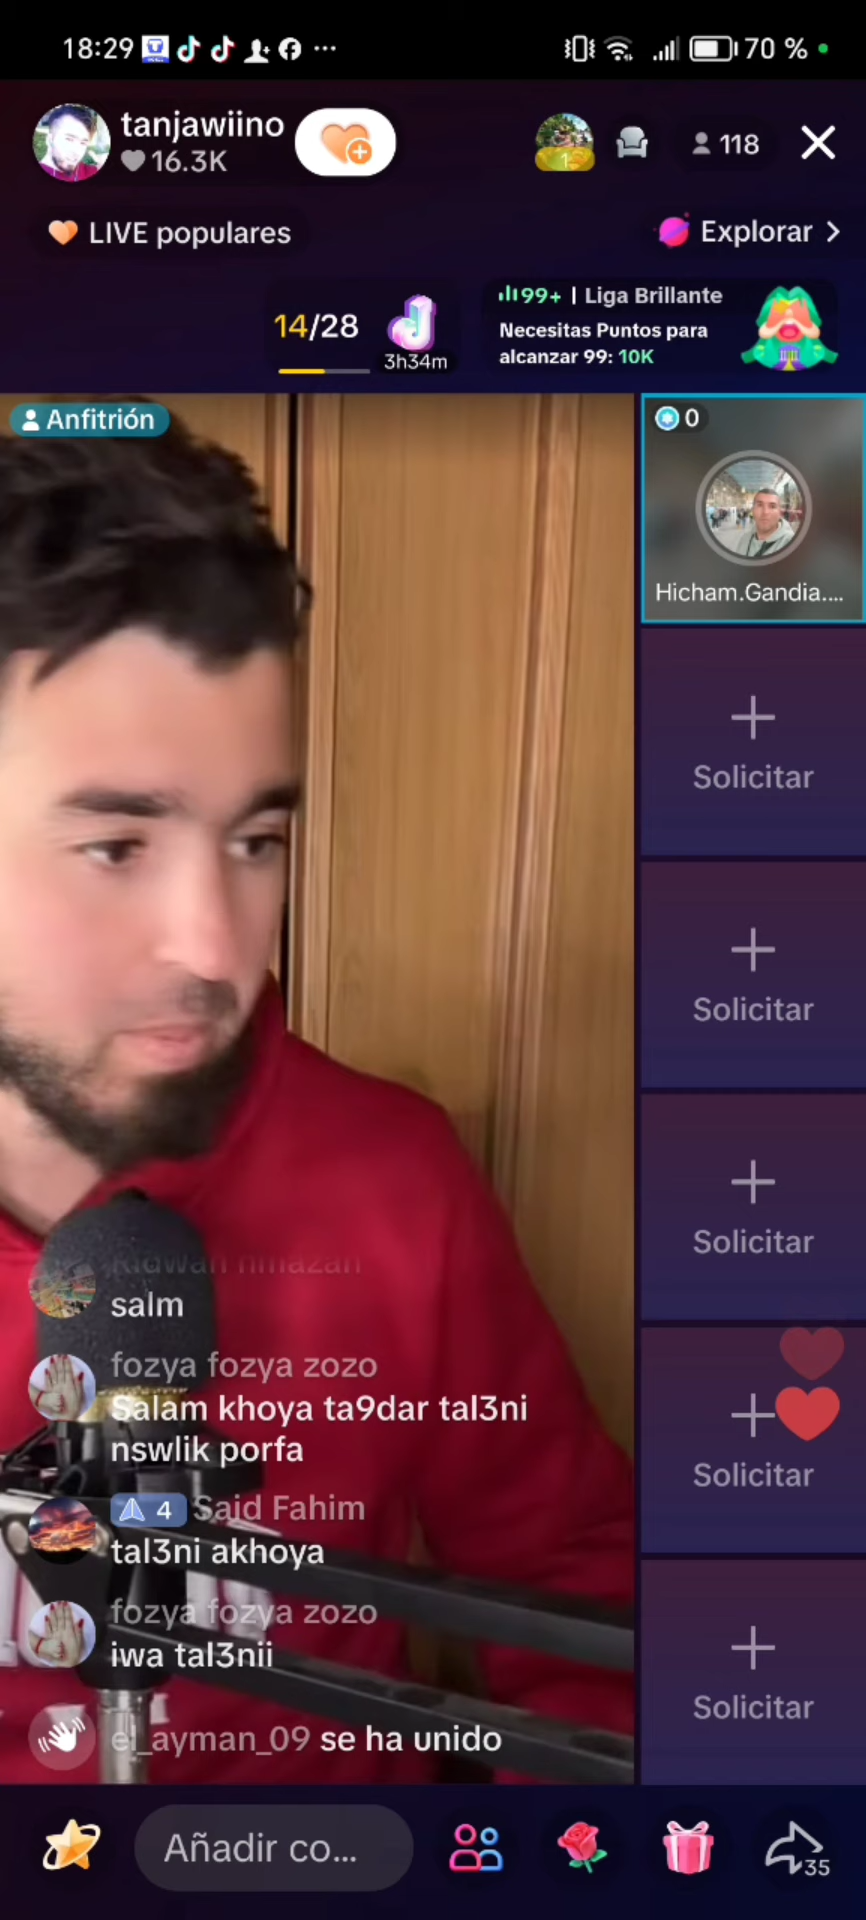 18:29 70 %
tanjawiino
16.3K
1
118
LIVE populares
Explorar
14/28
3h34m
99+ | Liga Brillante
Necesitas Puntos para
alcanzar 99: 10K
Anfitrión
0
Hicham.Gandia....
Solicitar
Solicitar
Solicitar
Solicitar
Solicitar
salm
fozya fozya zozo
Salam khoya ta9dar tal3ni
nswlik porfa
4 Said Fahim
tal3ni akhoya
fozya fozya zozo
iwa tal3nii
el_ayman_09 se ha unido
Añadir co...
35